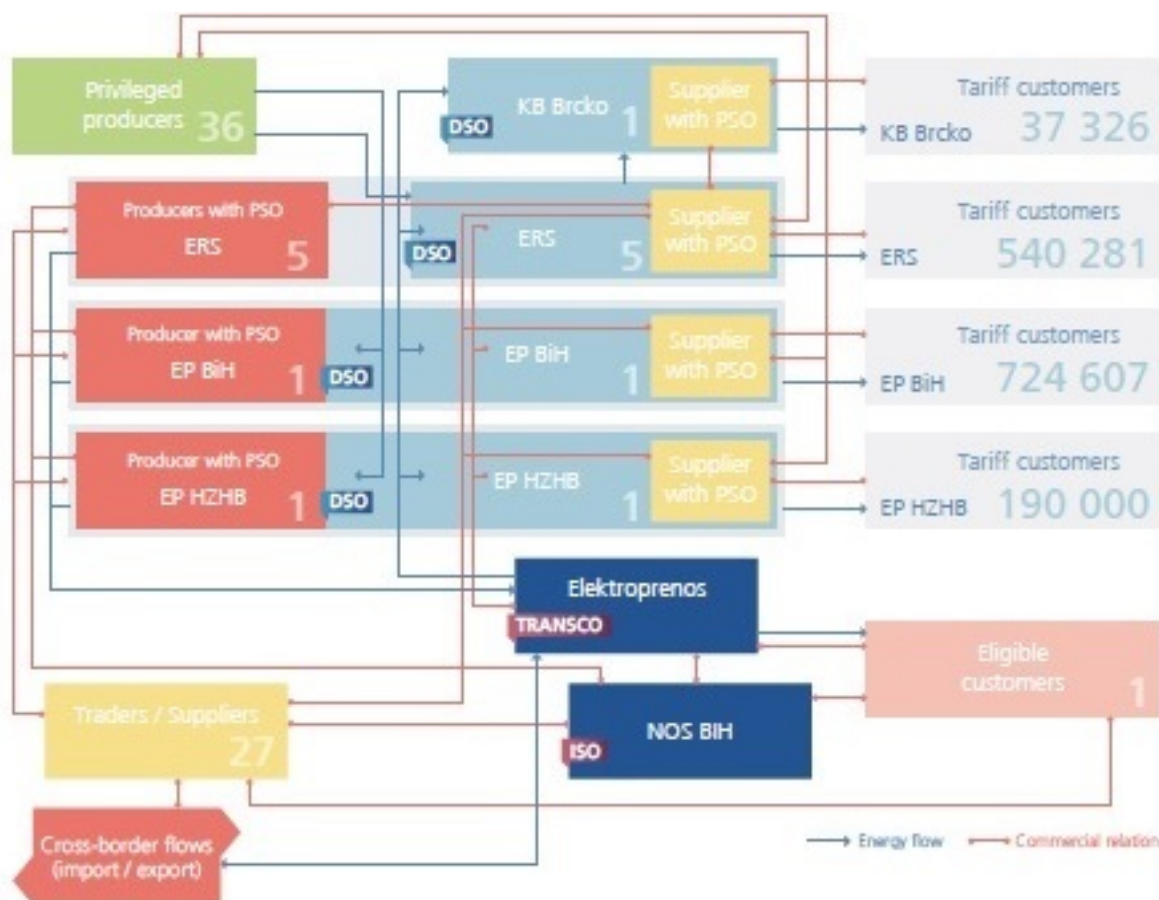 Privileged
producers 36
KB Brcko 1
DSO
Supplier
with PSO
Tariff customers
KB Brcko 37 326
Producers with PSO
ERS 5
DSO
ERS 5
Supplier
with PSO
Tariff customers
ERS 540 281
Producer with PSO
EP BiH 1
DSO
EP BiH 1
Supplier
with PSO
Tariff customers
EP BiH 724 607
Producer with PSO
EP HZHB 1
DSO
EP HZHB 1
Supplier
with PSO
Tariff customers
EP HZHB 190 000
Elektroprenos
TRANSCO
Eligible
customers 1
Traders / Suppliers
27
NOS BIH
ISO
Cross-border flows
(import / export)
Energy flow
Commercial relation